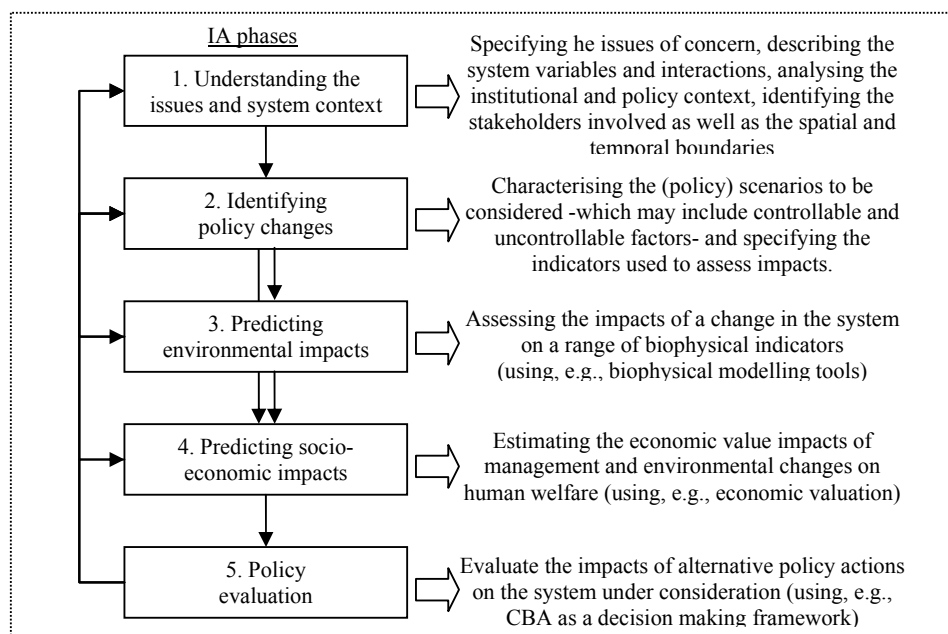 IA phases
1. Understanding the
issues and system context
Specifying he issues of concern, describing the
system variables and interactions, analysing the
institutional and policy context, identifying the
stakeholders involved as well as the spatial and
temporal boundaries
2. Identifying
policy changes
Characterising the (policy) scenarios to be
considered -which may include controllable and
uncontrollable factors- and specifying the
indicators used to assess impacts.
3. Predicting
environmental impacts
Assessing the impacts of a change in the system
on a range of biophysical indicators
(using, e.g., biophysical modelling tools)
4. Predicting socio-
economic impacts
Estimating the economic value impacts of
management and environmental changes on
human welfare (using, e.g., economic valuation)
5. Policy
evaluation
Evaluate the impacts of alternative policy actions
on the system under consideration (using, e.g.,
CBA as a decision making framework)